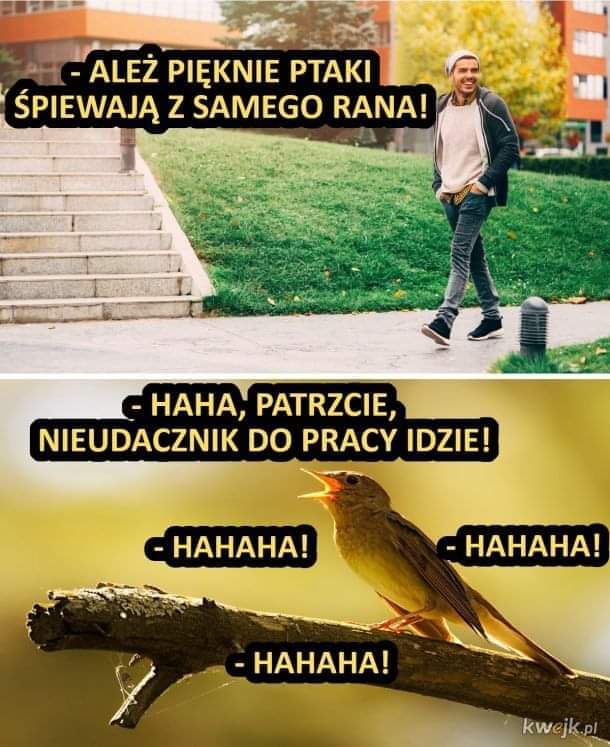 - ALEŻ PIĘKNIE PTAKI
ŚPIEWAJĄ Z SAMEGO RANA!
- HAHA, PATRZCIE,
NIEUDACZNIK DO PRACY IDZIE!
- HAHAHA!
- HAHAHA!
- HAHAHA!
kwejk.pl